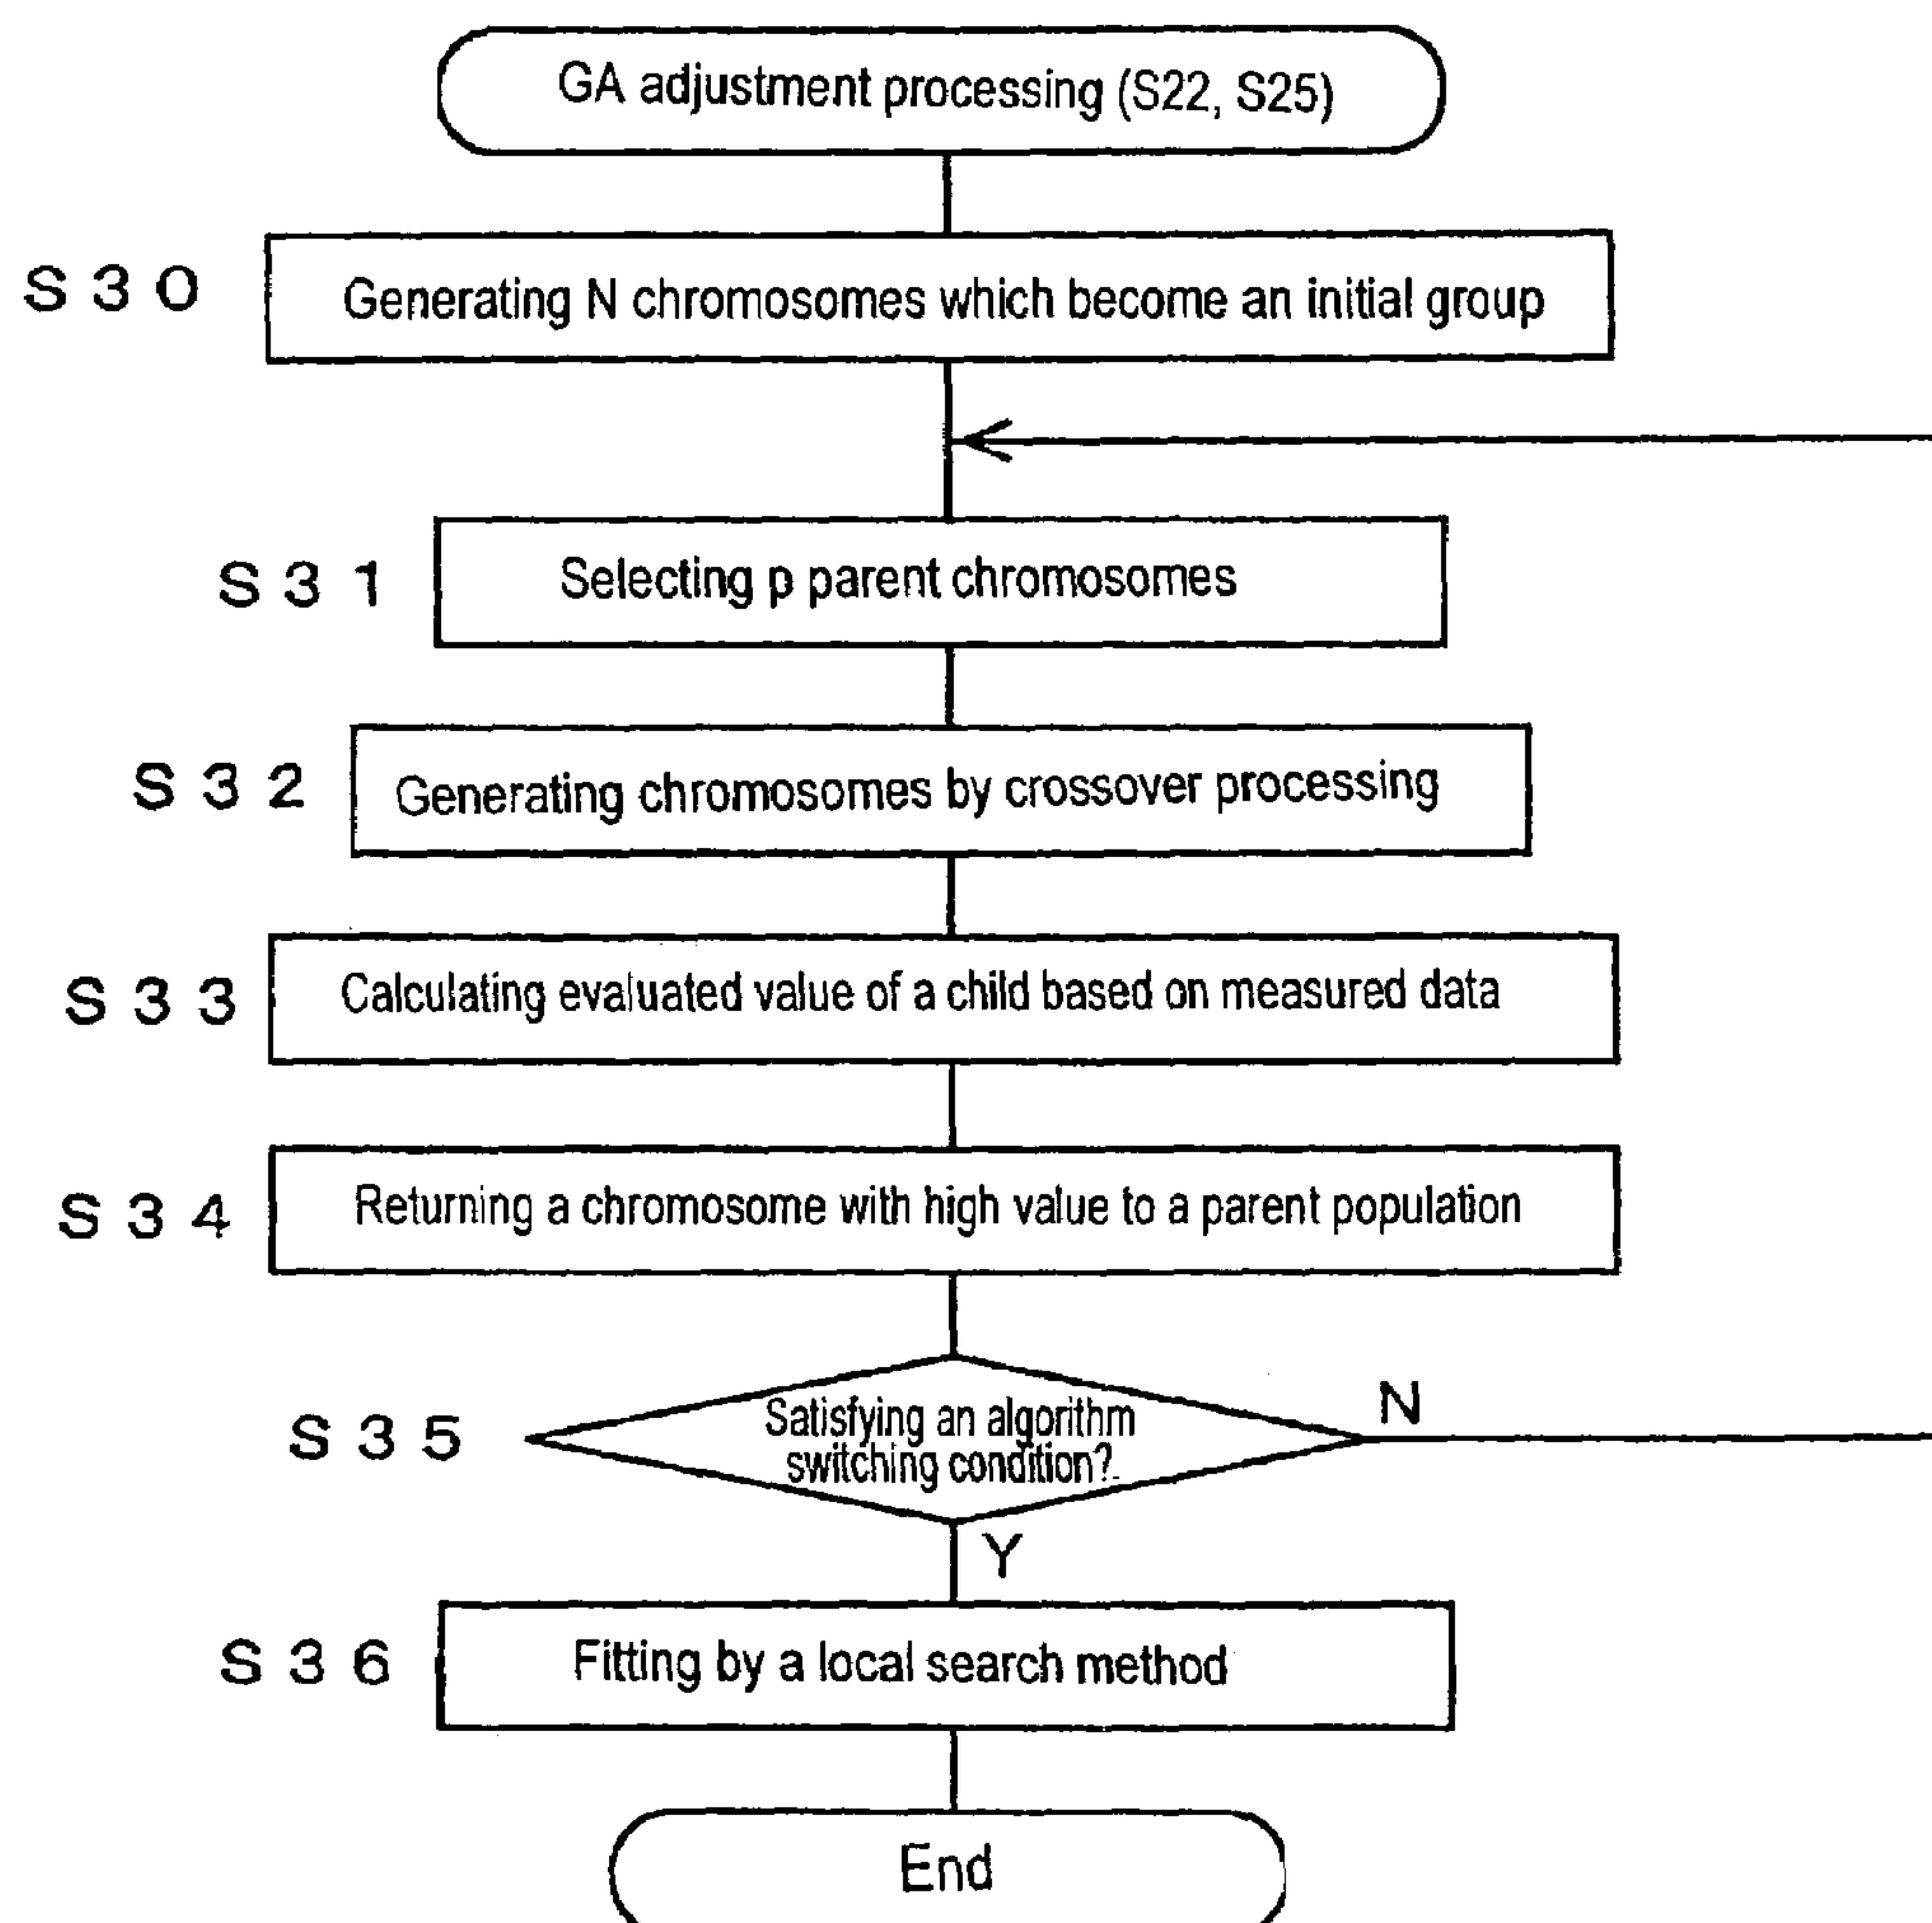 GA adjustment processing (S22, S25)
S30
Generating N chromosomes which become an initial group
S31
Selecting p parent chromosomes
S32
Generating chromosomes by crossover processing
S33
Calculating evaluated value of a child based on measured data
S34
Returning a chromosome with high value to a parent population
S35
Satisfying an algorithm
switching condition?
N
Y
S36
Fitting by a local search method
End